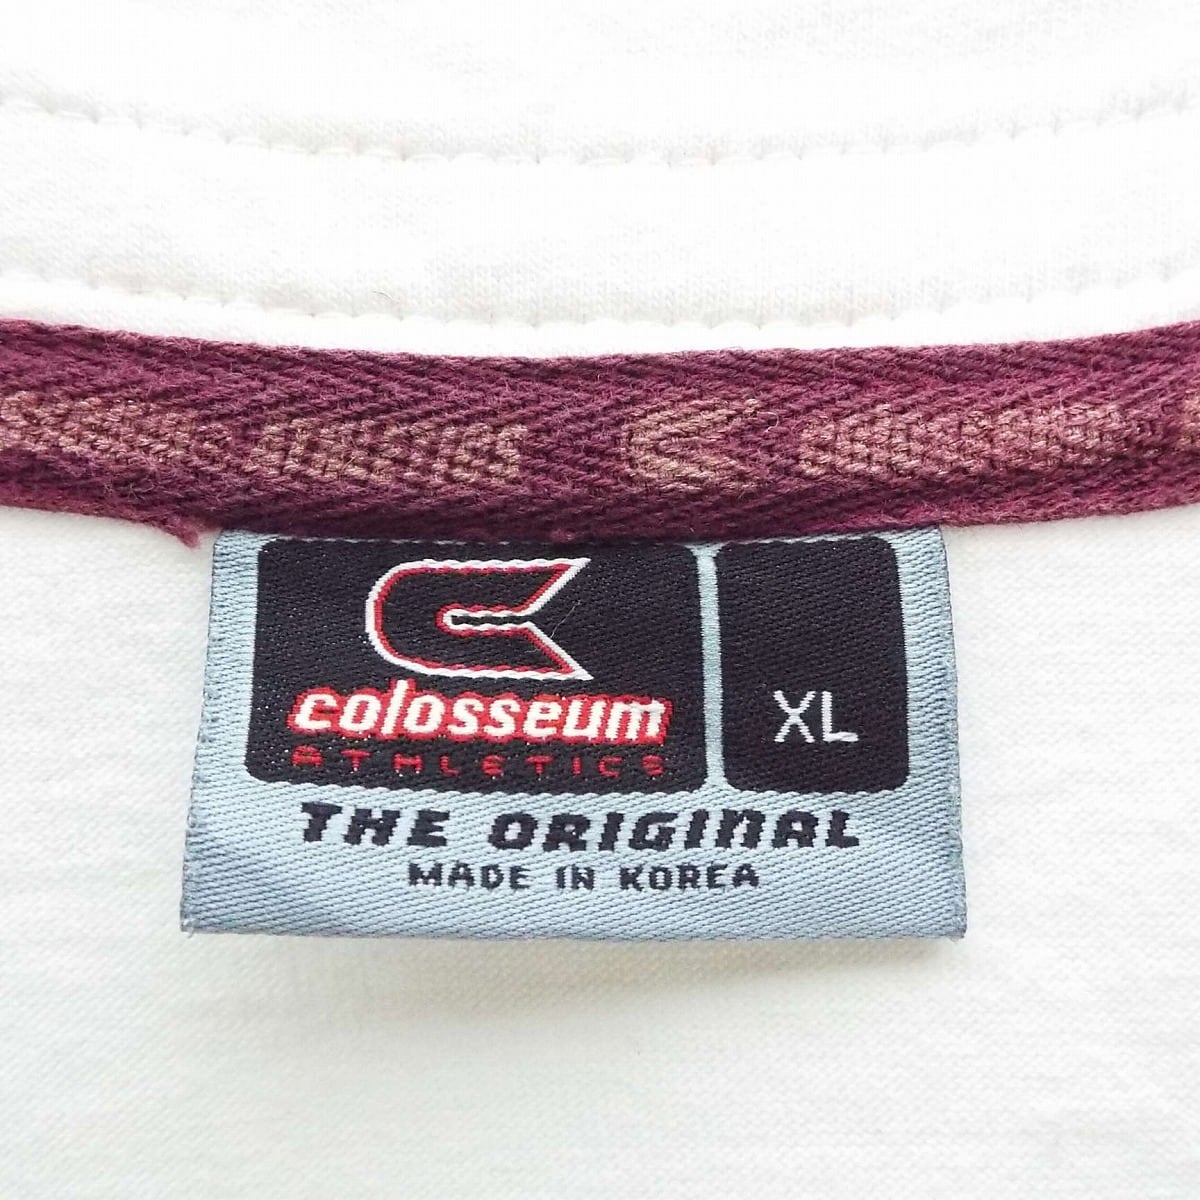 colosseum
ATHLETICS
XL
THE ORIGINAL
MADE IN KOREA